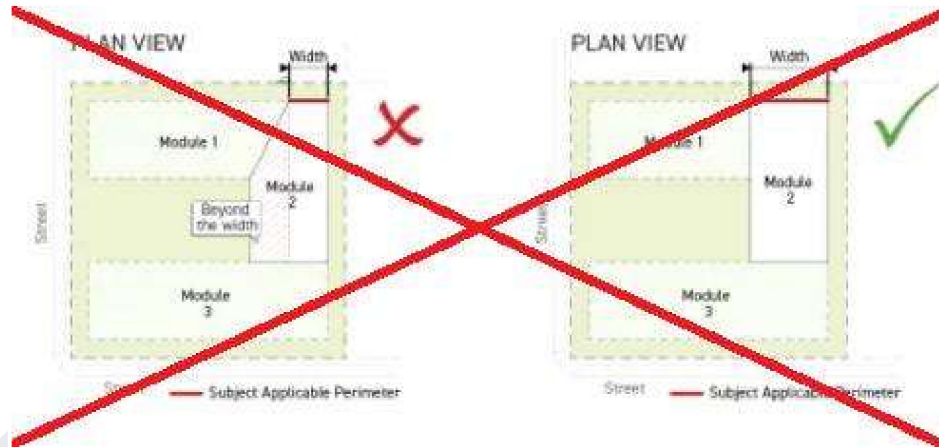 PLAN VIEW
Width
Module 1
Module
2
Beyond
the width
Street
Module
3
Street
Subject Applicable Perimeter
PLAN VIEW
Width
Module 1
Module
2
Street
Module
3
Street
Subject Applicable Perimeter